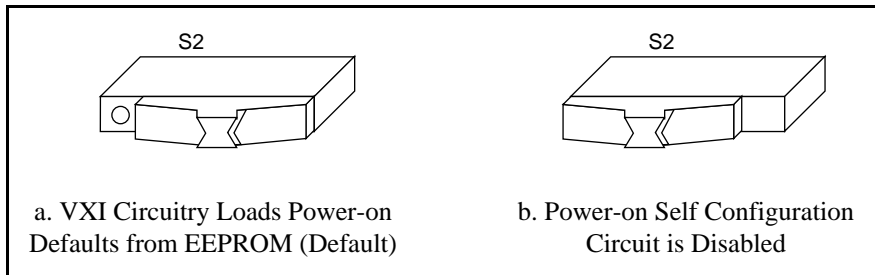 S2
S2
a. VXI Circuitry Loads Power-on
Defaults from EEPROM (Default)
b. Power-on Self Configuration
Circuit is Disabled